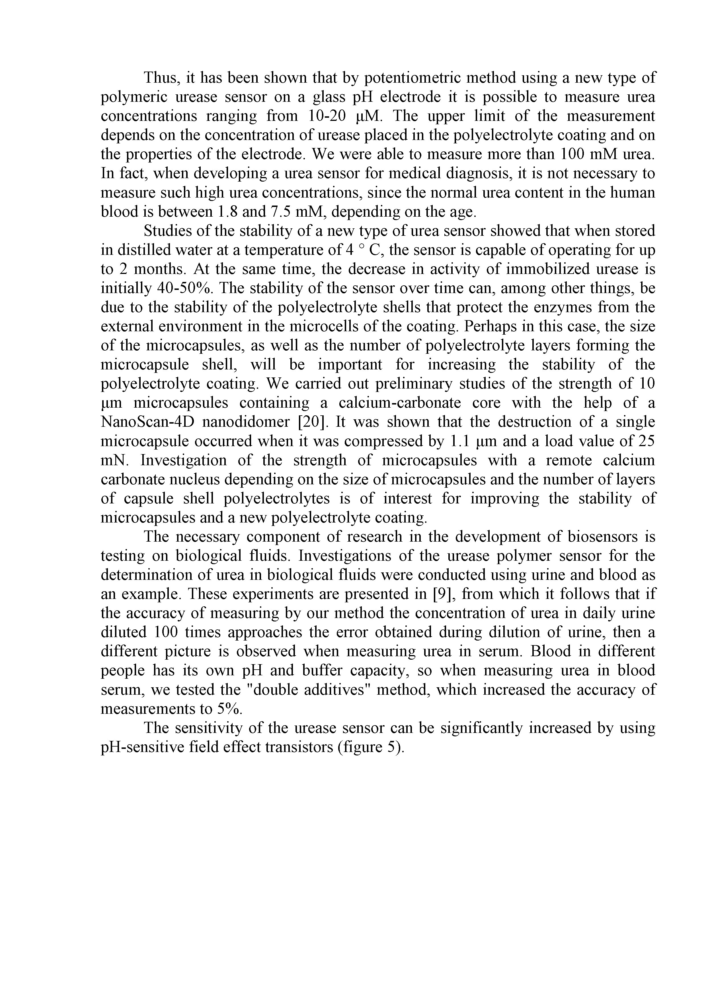 Thus, it has been shown that by potentiometric method using a new type of
polymeric urease sensor on a glass pH electrode it is possible to measure urea
concentrations ranging from 10-20 μM. The upper limit of the measurement
depends on the concentration of urease placed in the polyelectrolyte coating and on
the properties of the electrode. We were able to measure more than 100 mM urea.
In fact, when developing a urea sensor for medical diagnosis, it is not necessary to
measure such high urea concentrations, since the normal urea content in the human
blood is between 1.8 and 7.5 mM, depending on the age.
Studies of the stability of a new type of urea sensor showed that when stored
in distilled water at a temperature of 4 ° C, the sensor is capable of operating for up
to 2 months. At the same time, the decrease in activity of immobilized urease is
initially 40-50%. The stability of the sensor over time can, among other things, be
due to the stability of the polyelectrolyte shells that protect the enzymes from the
external environment in the microcells of the coating. Perhaps in this case, the size
of the microcapsules, as well as the number of polyelectrolyte layers forming the
microcapsule shell, will be important for increasing the stability of the
polyelectrolyte coating. We carried out preliminary studies of the strength of 10
μm microcapsules containing a calcium-carbonate core with the help of a
NanoScan-4D nanodidomer [20]. It was shown that the destruction of a single
microcapsule occurred when it was compressed by 1.1 μm and a load value of 25
mN. Investigation of the strength of microcapsules with a remote calcium
carbonate nucleus depending on the size of microcapsules and the number of layers
of capsule shell polyelectrolytes is of interest for improving the stability of
microcapsules and a new polyelectrolyte coating.
The necessary component of research in the development of biosensors is
testing on biological fluids. Investigations of the urease polymer sensor for the
determination of urea in biological fluids were conducted using urine and blood as
an example. These experiments are presented in [9], from which it follows that if
the accuracy of measuring by our method the concentration of urea in daily urine
diluted 100 times approaches the error obtained during dilution of urine, then a
different picture is observed when measuring urea in serum. Blood in different
people has its own pH and buffer capacity, so when measuring urea in blood
serum, we tested the "double additives" method, which increased the accuracy of
measurements to 5%.
The sensitivity of the urease sensor can be significantly increased by using
pH-sensitive field effect transistors (figure 5).